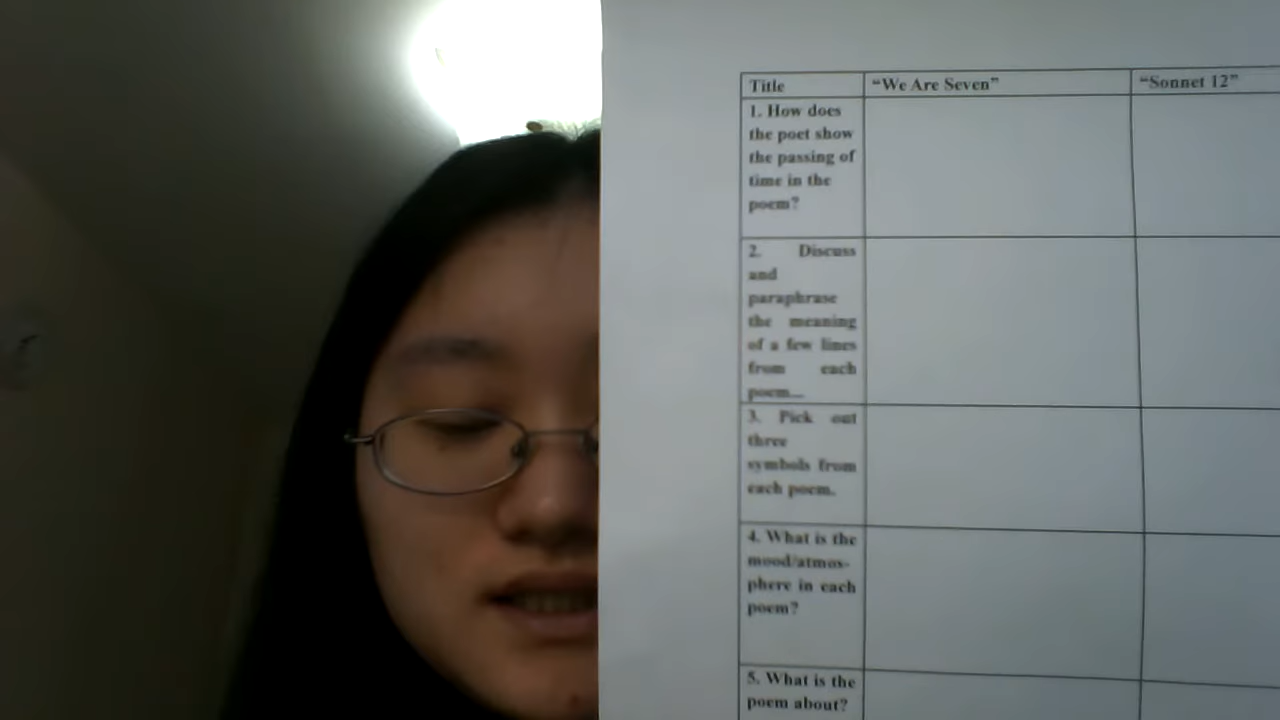 Title “We Are Seven” “Sonnet 12”
1. How does
the poet show
the passing of
time in the
poem?
2. Discuss
and
paraphrase
the meaning
of a few lines
from each
poem...
3. Pick out
three
symbols from
each poem.
4. What is the
mood/atmos-
phere in each
poem?
5. What is the
poem about?